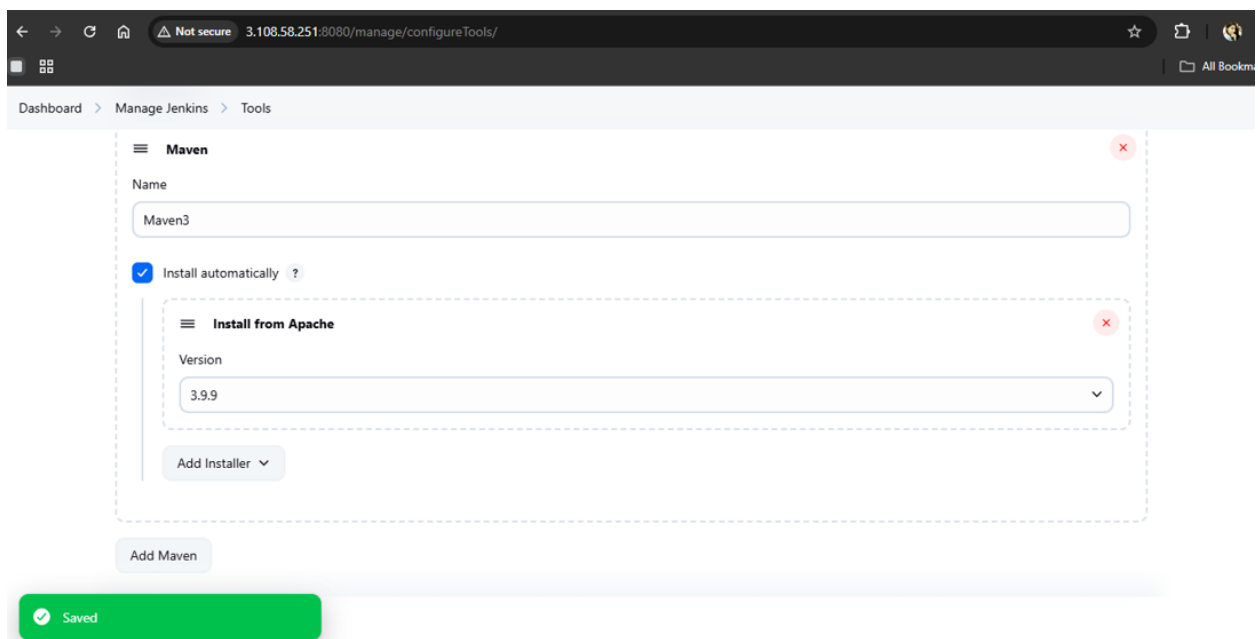 Not secure 3.108.58.251:8080/manage/configureTools/
All Bookma
Dashboard > Manage Jenkins > Tools
Maven
Name
Maven3
Install automatically ?
Install from Apache
Version
3.9.9
Add Installer
Add Maven
Saved